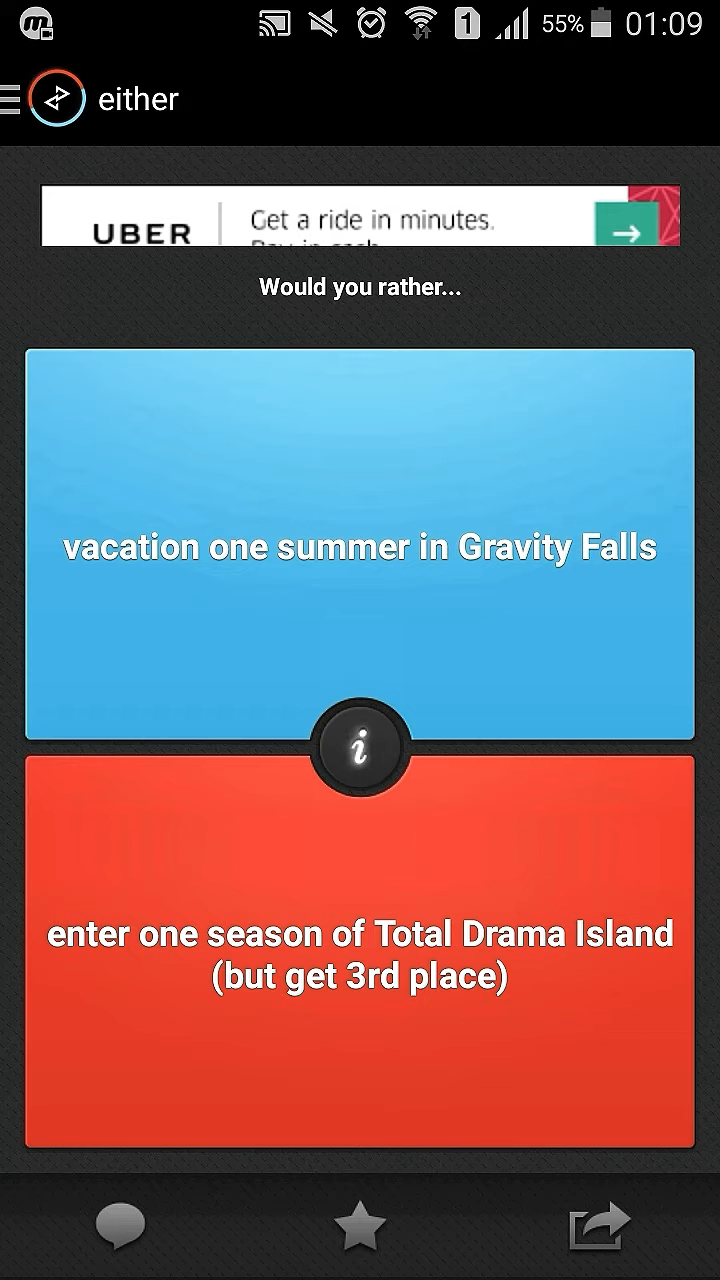 1 55% 01:09
either
UBER
Get a ride in minutes.
Would you rather...
vacation one summer in Gravity Falls
i
enter one season of Total Drama Island
(but get 3rd place)